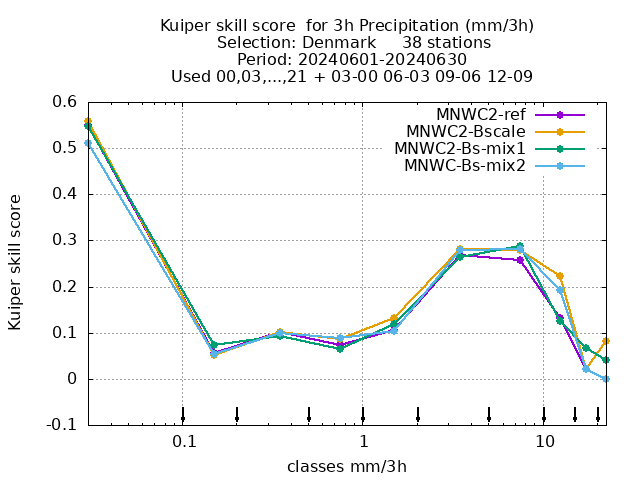 Kuiper skill score  for 3h Precipitation (mm/3h)
Selection: Denmark     38 stations
Period: 20240601-20240630
Used 00,03,...,21 + 03-00 06-03 09-06 12-09
MNWC2-ref
MNWC2-Bscale
MNWC2-Bs-mix1
MNWC-Bs-mix2
Kuiper skill score
0.6
0.5
0.4
0.3
0.2
0.1
0
-0.1
0.1
1
10
classes mm/3h